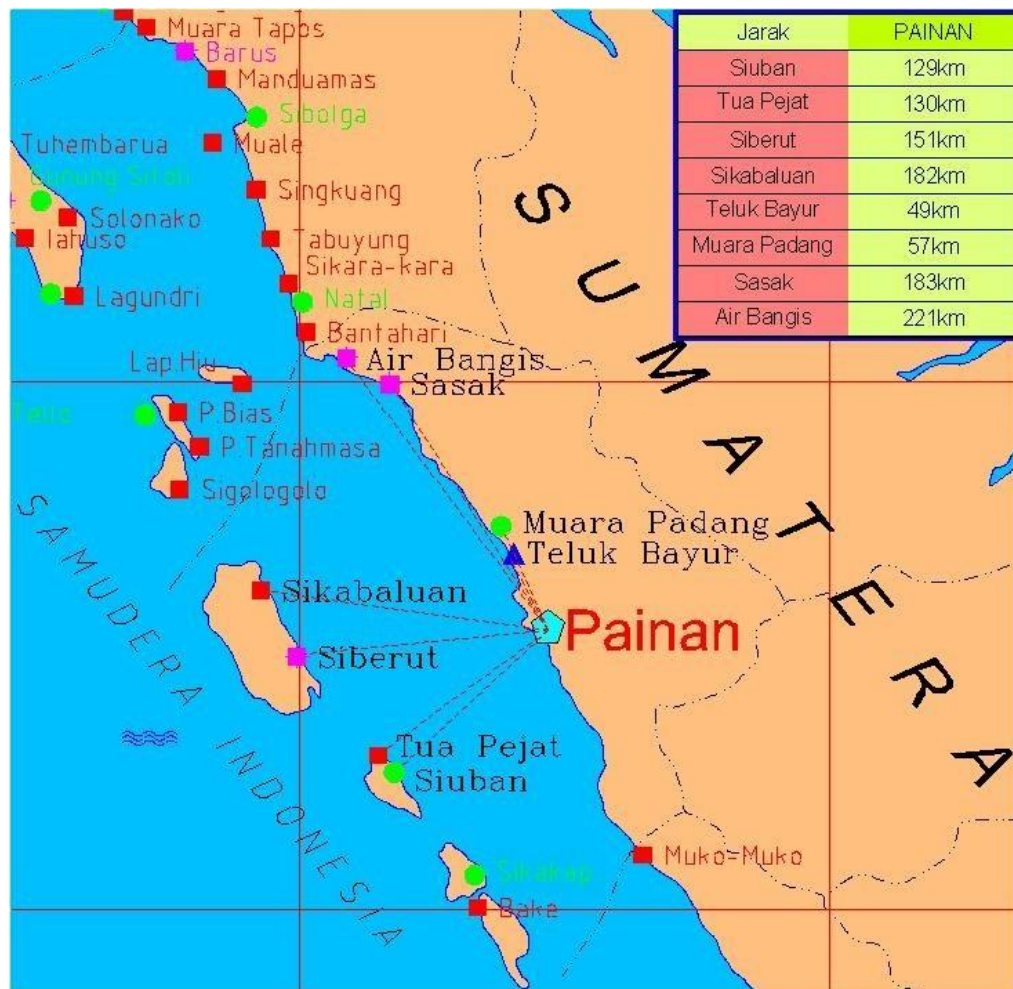 Muara Tapos
Barus
Manduamas
Sibolga
Tuhembarua
Muale
Gunung Sitoli
Singkuang
Solonako
Tabuyung
Sikara-kara
Lagundri
Natal
Bantahari
Air Bangis
Lap.Hiu
Sasak
P.Bias
P.Tanahmasa
Sigologolo
Muara Padang
Teluk Bayur
Sikabaluan
Painan
Siberut
Tua Pejat
Siuban
Muko-Muko
Sikakap
Bake
SAMUDERA INDONESIA
SUMATERA
Jarak PAINAN
Siuban 129km
Tua Pejat 130km
Siberut 151km
Sikabaluan 182km
Teluk Bayur 49km
Muara Padang 57km
Sasak 183km
Air Bangis 221km